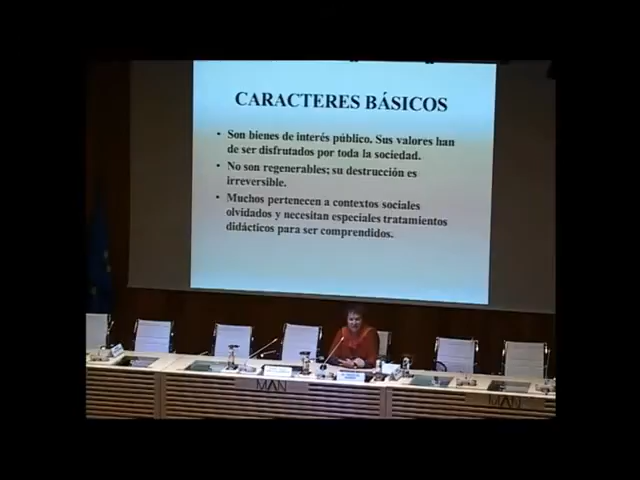 CARACTERES BÁSICOS
• Son bienes de interés público. Sus valores han
de ser disfrutados por toda la sociedad.
• No son regenerables; su destrucción es
irreversible.
• Muchos pertenecen a contextos sociales
olvidados y necesitan especiales tratamientos
didácticos para ser comprendidos.
MAN
MAN